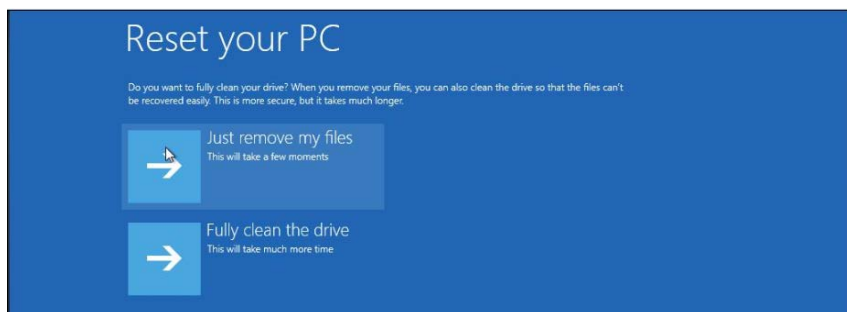 Reset your PC
Do you want to fully clean your drive? When you remove your files, you can also clean the drive so that the files can't
be recovered easily. This is more secure, but it takes much longer.
Just remove my files
This will take a few moments
Fully clean the drive
This will take much more time